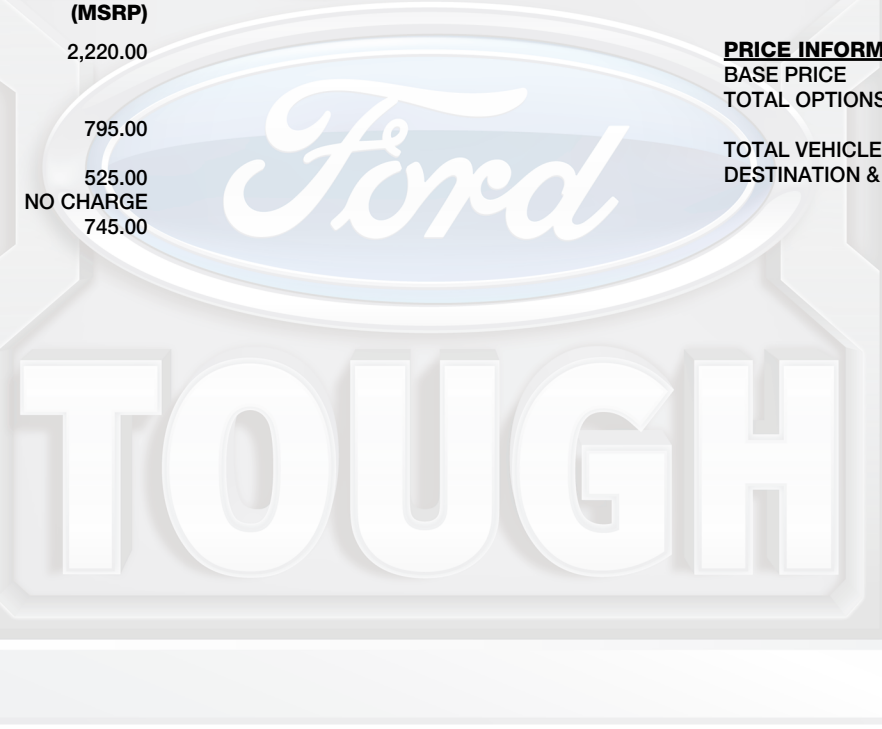 (MSRP)
2,220.00
795.00
525.00
NO CHARGE
745.00
PRICE INFORM
BASE PRICE
TOTAL OPTIONS
TOTAL VEHICLE
DESTINATION &
Ford
TOUGH